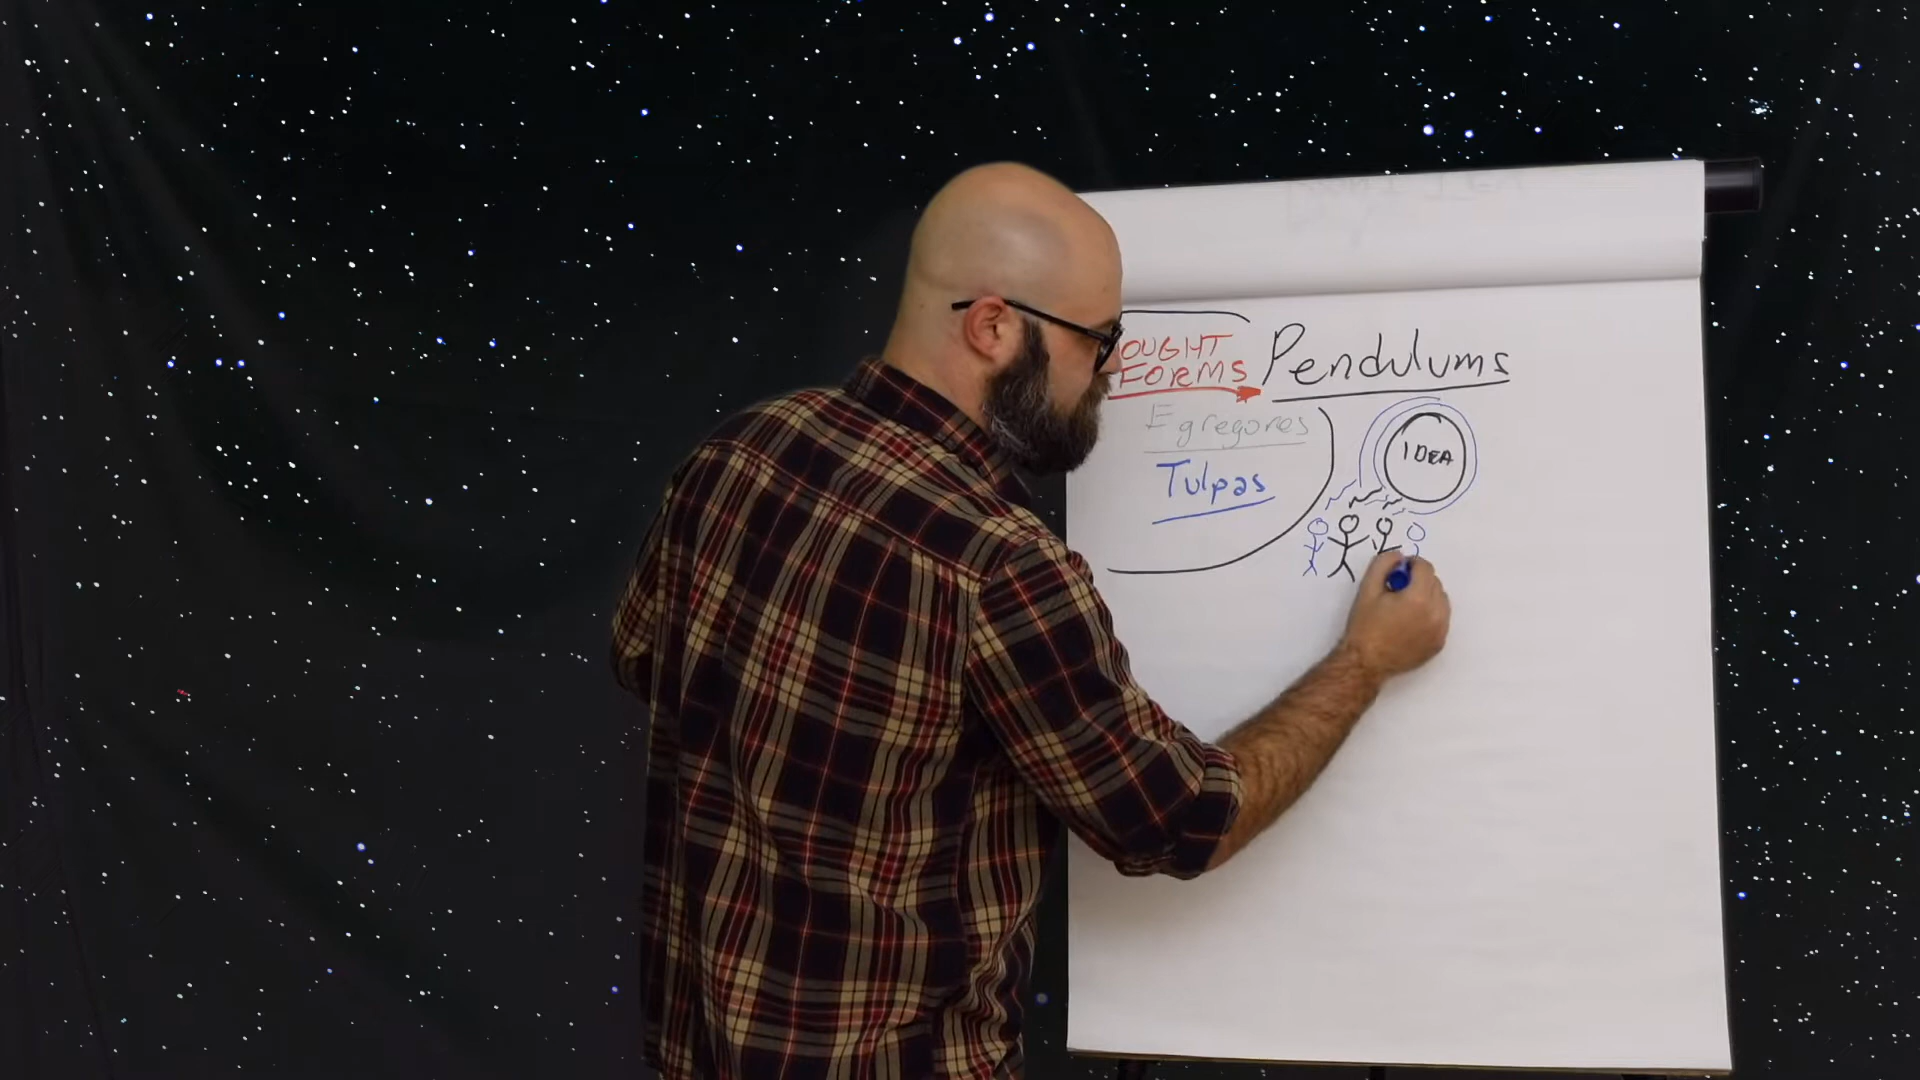 OUGHT
FORMS
Pendulums
Egregores
Tulpas
IDEA